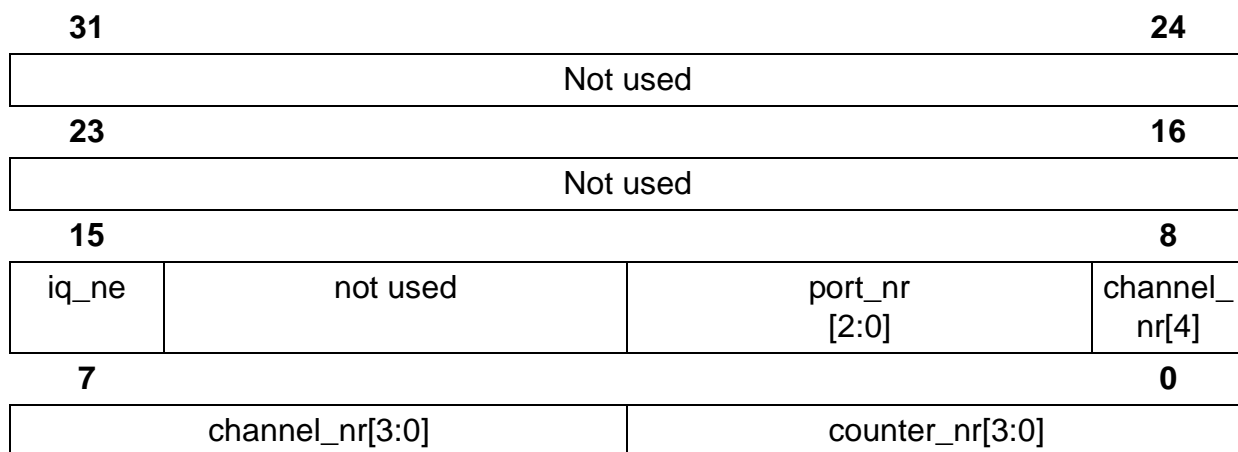 31 24
Not used
23 16
Not used
15 8
iq_ne not used port_nr channel_
[2:0] nr[4]
7 0
channel_nr[3:0] counter_nr[3:0]